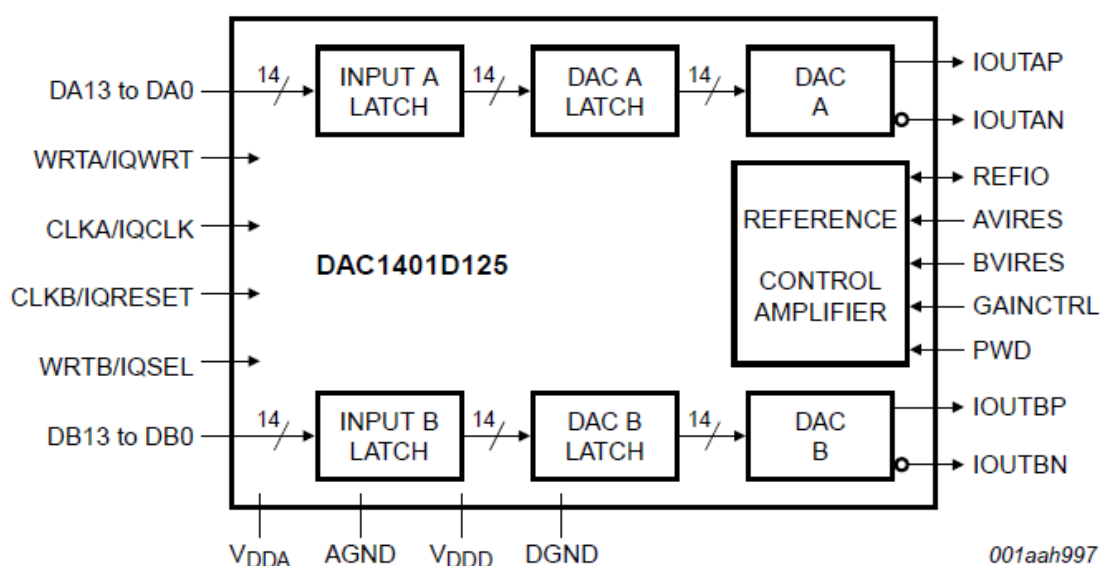 DA13 to DA0
14
INPUT A
LATCH
14
DAC A
LATCH
14
DAC
A
IOUTAP
IOUTAN
WRTA/IQWRT
CLKA/IQCLK
CLKB/IQRESET
WRTB/IQSEL
DAC1401D125
REFERENCE
CONTROL
AMPLIFIER
REFIO
AVIRES
BVIRES
GAINCTRL
PWD
DB13 to DB0
14
INPUT B
LATCH
14
DAC B
LATCH
14
DAC
B
IOUTBP
IOUTBN
VDDA
AGND
VDDD
DGND
001aah997